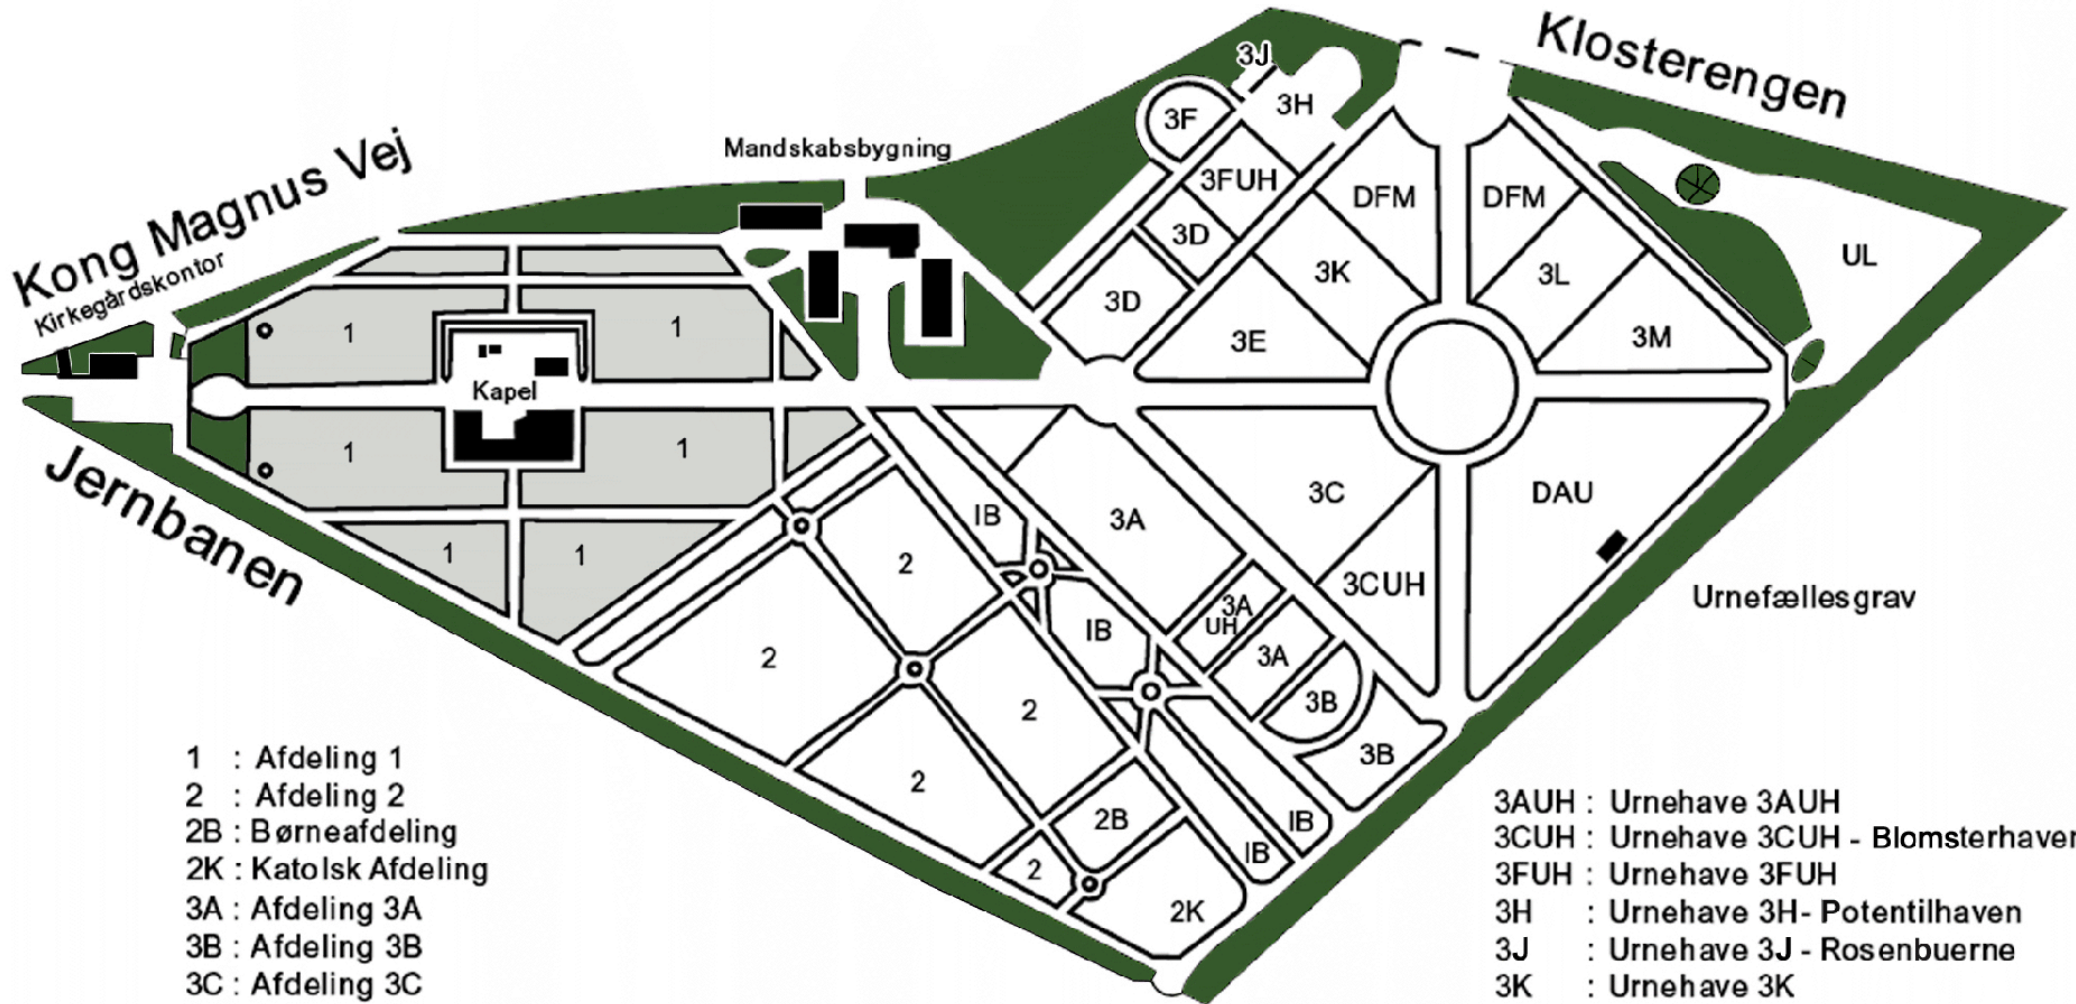 Klosterengen
3J
3H
3F
Kong Magnus Vej
Mandskabsbygning
3FUH
DFM
DFM
3D
UL
Kirkegårdskontor
3K
3L
3D
1
1
3E
3M
Kapel
1
1
3C
DAU
IB
3A
1
1
2
Jernbanen
3CUH
Urnefællesgrav
3A
UH
IB
2
3A
3B
2
3B
2
2B
IB
IB
2
2K
1 : Afdeling 1
2 : Afdeling 2
2B : Børneafdeling
2K : Katolsk Afdeling
3A : Afdeling 3A
3B : Afdeling 3B
3C : Afdeling 3C
3AUH : Urnehave 3AUH
3CUH : Urnehave 3CUH - Blomsterhaven
3FUH : Urnehave 3FUH
3H : Urnehave 3H- Potentilhaven
3J : Urnehave 3J - Rosenbuerne
3K : Urnehave 3K